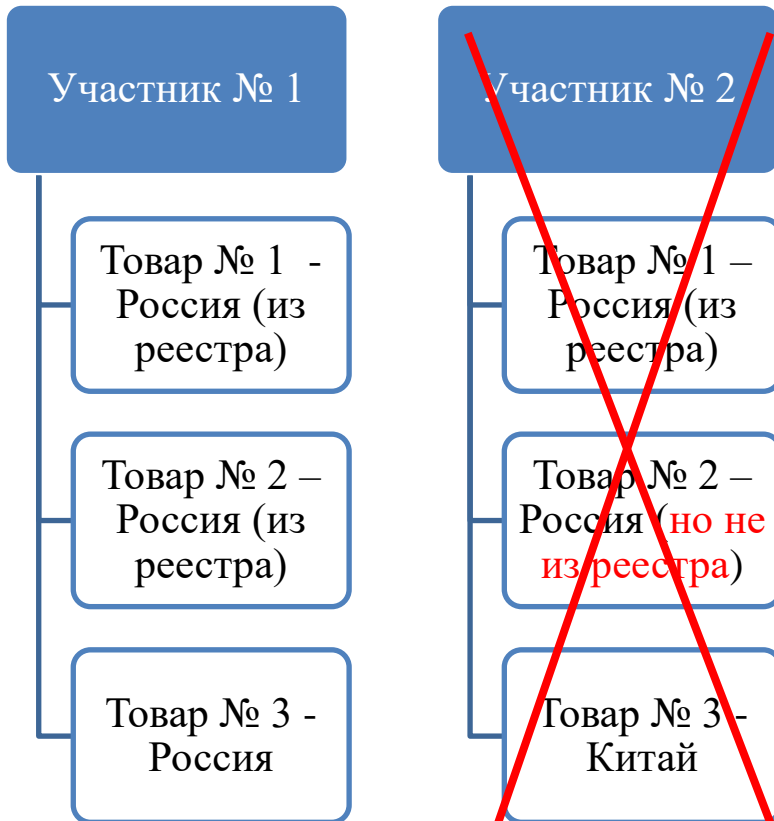 Участник № 1
Товар № 1 -
Россия (из
реестра)
Товар № 2 –
Россия (из
реестра)
Товар № 3 -
Россия
Участник № 2
Товар № 1 –
Россия (из
реестра)
Товар № 2 –
Россия (но не
из реестра)
Товар № 3 -
Китай